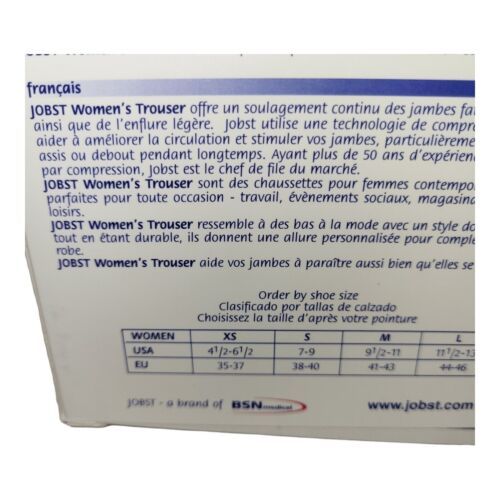 français
JOBST Women's Trouser offre un soulagement continu des jambes
ainsi que de l'enflure légère. Jobst utilise une technologie de
aider à améliorer la circulation et stimuler vos jambes,
assis ou debout pendant longtemps. Ayant plus de 50 ans
par compression, Jobst est le chef de file du marché.
JOBST Women's Trouser sont des chaussettes pour femmes
parfaites pour toute occasion - travail, évènements sociaux,
loisirs.
JOBST Women's Trouser ressemble à des bas à la mode avec un style
tout en étant durable, ils donnent une allure personnalisée pour
robe.
JOBST Women's Trouser aide vos jambes à paraître aussi bien qu'elles se
Order by shoe size
Clasificado por tallas de calzado
Choisissez la taille d'après votre pointure
WOMEN XS S M L
USA 4 1/2-6 1/2 7-9 9 1/2-11 11 1/2-13
EU 35-37 38-40 41-43 44-46
JOBST - a brand of BSN medical www.jobst.com